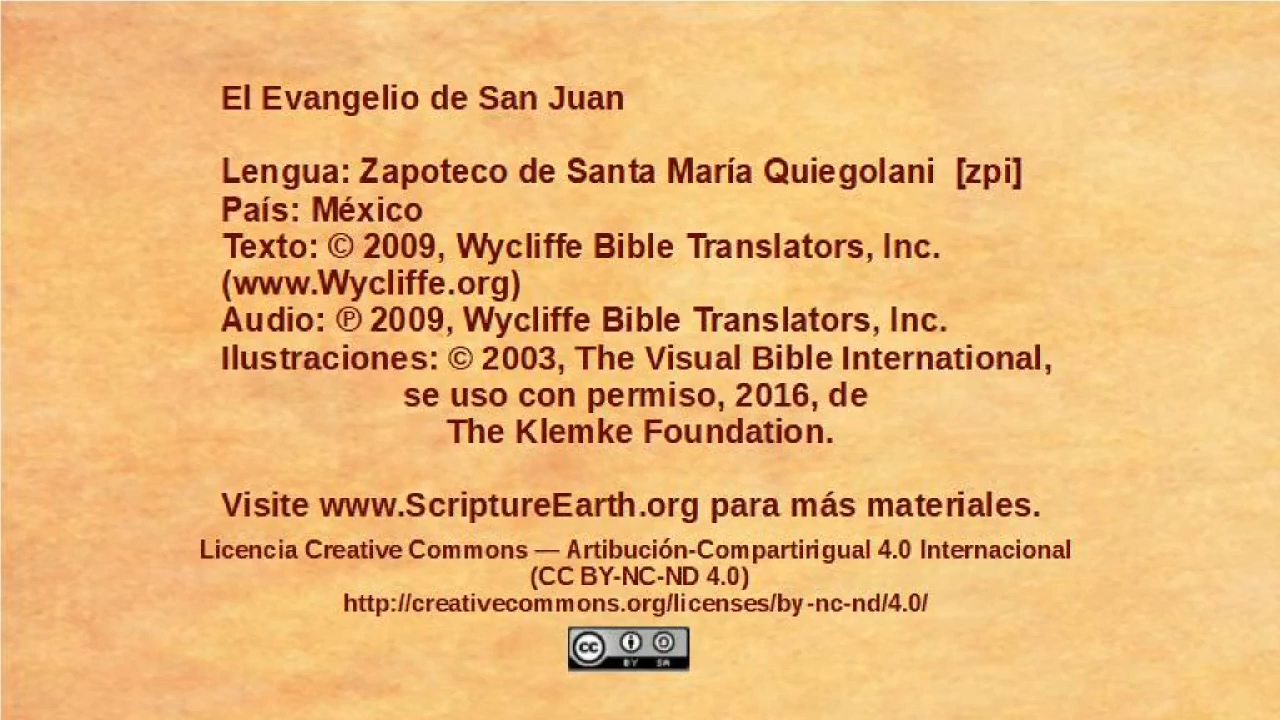 El Evangelio de San Juan
Lengua: Zapoteco de Santa María Quiegolani [zpi]
País: México
Texto: © 2009, Wycliffe Bible Translators, Inc.
(www.Wycliffe.org)
Audio: ℗ 2009, Wycliffe Bible Translators, Inc.
Ilustraciones: © 2003, The Visual Bible International,
se uso con permiso, 2016, de
The Klemke Foundation.
Visite www.ScriptureEarth.org para más materiales.
Licencia Creative Commons — Artibución-Compartirigual 4.0 Internacional
(CC BY-NC-ND 4.0)
http://creativecommons.org/licenses/by-nc-nd/4.0/
cc
BY SA